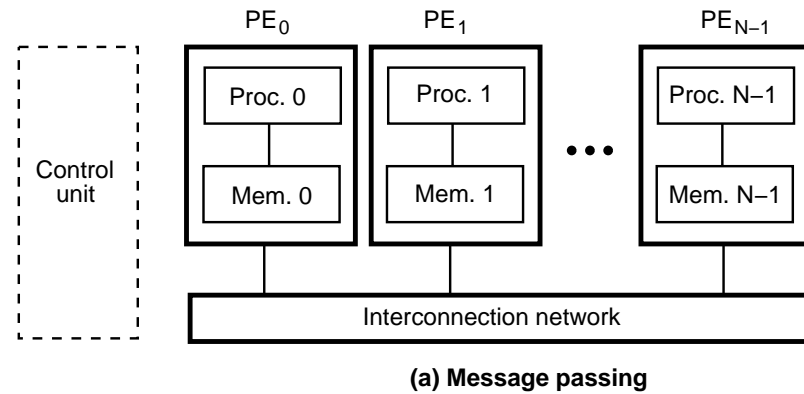 PE₀ PE₁ PE_N−1
Proc. 0 Proc. 1 Proc. N−1
Control
unit
Mem. 0 Mem. 1 Mem. N−1
Interconnection network
(a) Message passing